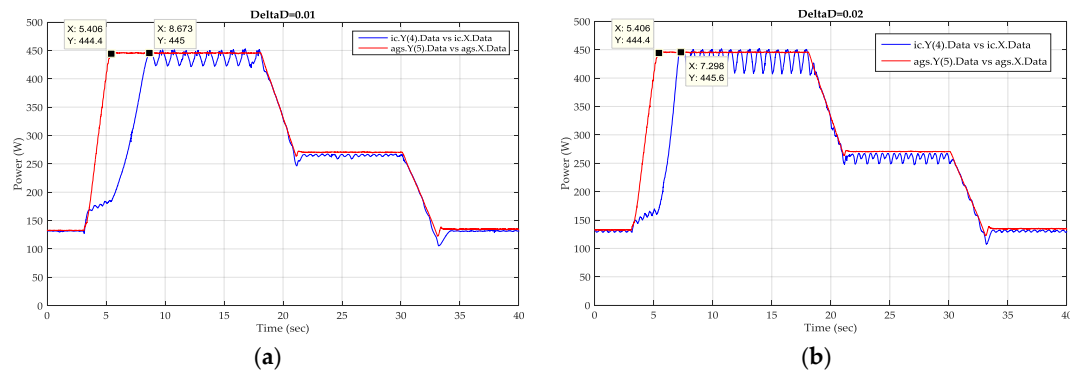 DeltaD=0.01
X: 5.406
Y: 444.4
X: 8.673
Y: 445
ic.Y(4).Data vs ic.X.Data
ags.Y(5).Data vs ags.X.Data
Power (W)
500
450
400
350
300
250
200
150
100
50
0
0 5 10 15 20 25 30 35 40
Time (sec)
(a)
DeltaD=0.02
X: 5.406
Y: 444.4
X: 7.298
Y: 445.6
ic.Y(4).Data vs ic.X.Data
ags.Y(5).Data vs ags.X.Data
Power (W)
500
450
400
350
300
250
200
150
100
50
0
0 5 10 15 20 25 30 35 40
Time (sec)
(b)